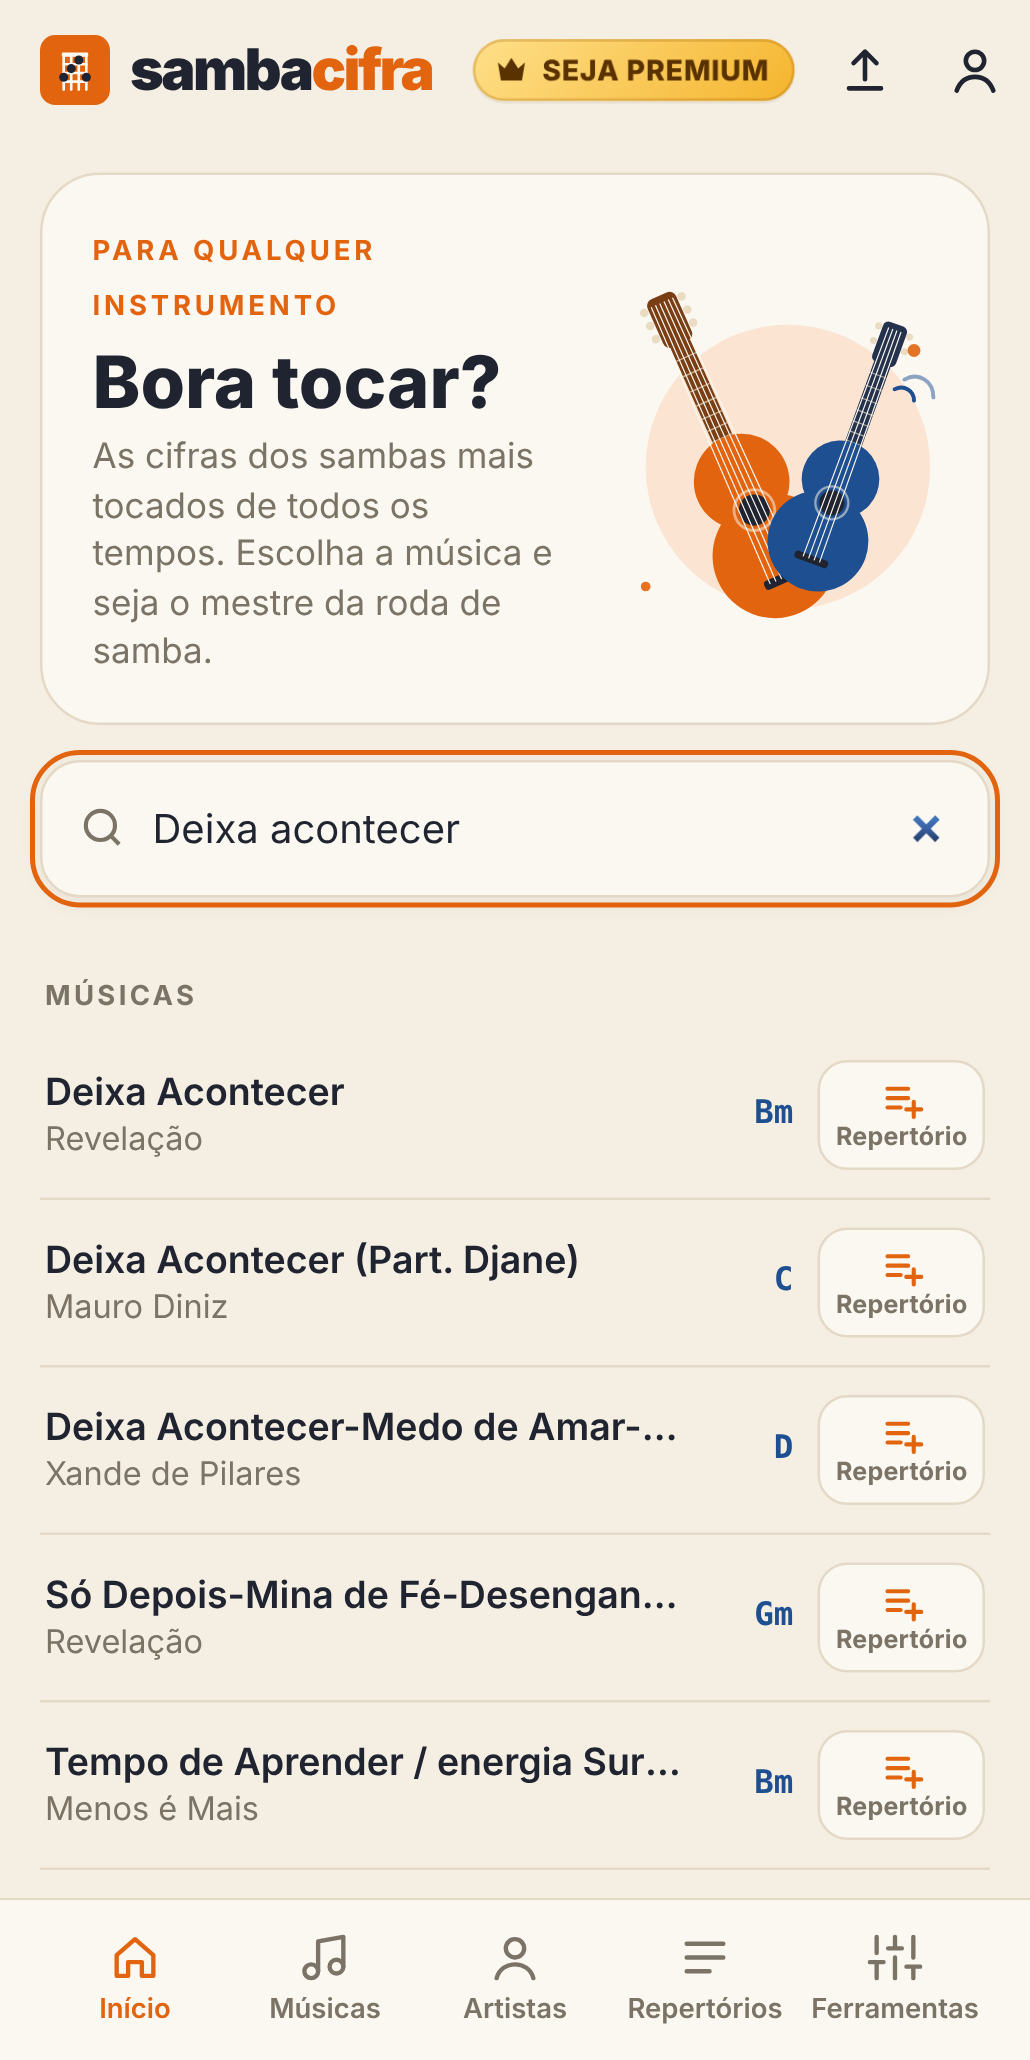 sambacifra
SEJA PREMIUM
PARA QUALQUER
INSTRUMENTO
Bora tocar?
As cifras dos sambas mais
tocados de todos os
tempos. Escolha a música e
seja o mestre da roda de
samba.
Deixa acontecer
MÚSICAS
Deixa Acontecer
Revelação
Bm
Repertório
Deixa Acontecer (Part. Djane)
Mauro Diniz
C
Repertório
Deixa Acontecer-Medo de Amar-...
Xande de Pilares
D
Repertório
Só Depois-Mina de Fé-Desengan...
Revelação
Gm
Repertório
Tempo de Aprender / energia Sur...
Menos é Mais
Bm
Repertório
Início
Músicas
Artistas
Repertórios
Ferramentas